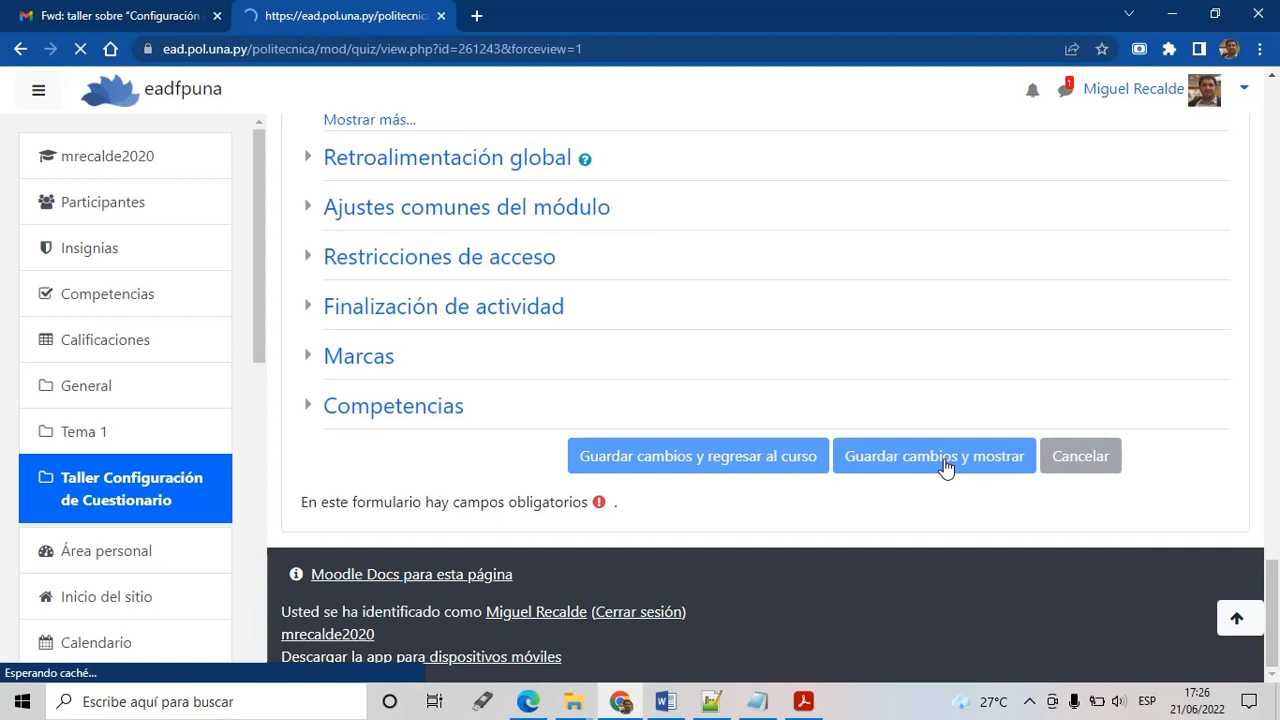 Fwd: taller sobre "Configuración
https://ead.pol.una.py/politecnic
ead.pol.una.py/politecnica/mod/quiz/view.php?id=261243&forceview=1
eadfpuna
1
Miguel Recalde
mrecalde2020
Participantes
Insignias
Competencias
Calificaciones
General
Tema 1
Taller Configuración
de Cuestionario
Área personal
Inicio del sitio
Calendario
Mostrar más...
Retroalimentación global
Ajustes comunes del módulo
Restricciones de acceso
Finalización de actividad
Marcas
Competencias
Guardar cambios y regresar al curso
Guardar cambios y mostrar
Cancelar
En este formulario hay campos obligatorios .
Moodle Docs para esta página
Usted se ha identificado como Miguel Recalde (Cerrar sesión)
mrecalde2020
Descargar la app para dispositivos móviles
Esperando caché...
Escribe aquí para buscar
27°C
ESP
17:26
21/06/2022